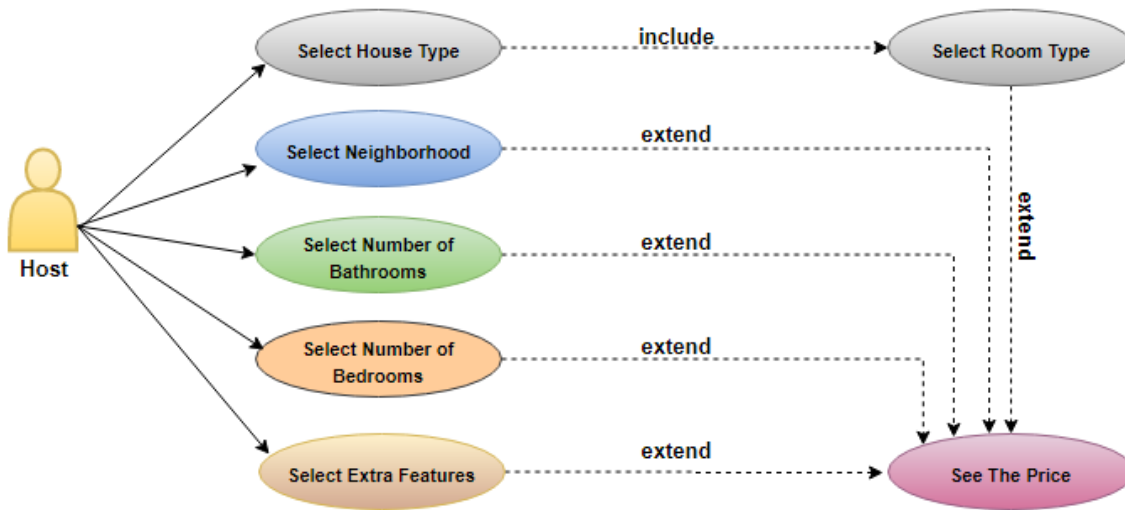 Select House Type
include
Select Room Type
Select Neighborhood
extend
extend
Host
Select Number of
Bathrooms
extend
Select Number of
Bedrooms
extend
Select Extra Features
extend
See The Price